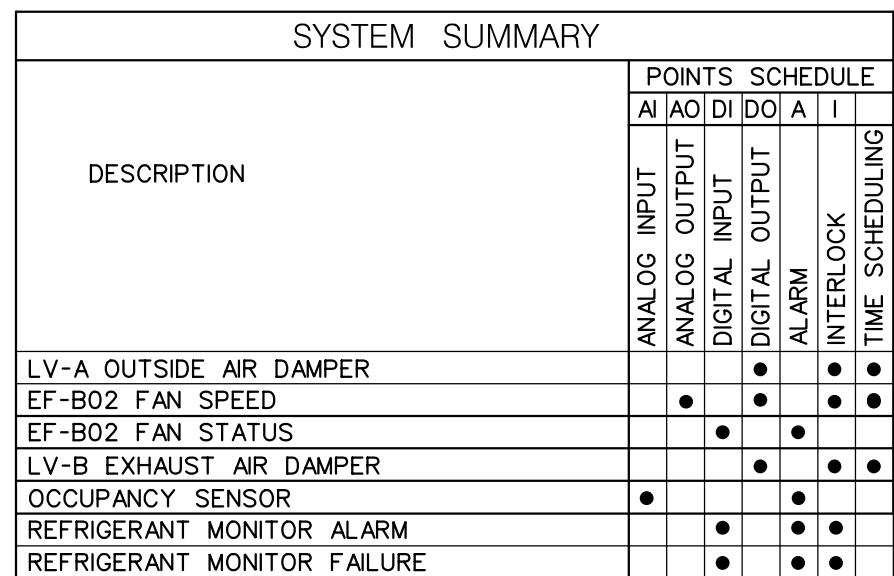 SYSTEM SUMMARY
POINTS SCHEDULE
AI AO DI DO A I
DESCRIPTION
ANALOG INPUT
ANALOG OUTPUT
DIGITAL INPUT
DIGITAL OUTPUT
ALARM
INTERLOCK
TIME SCHEDULING
LV-A OUTSIDE AIR DAMPER
EF-B02 FAN SPEED
EF-B02 FAN STATUS
LV-B EXHAUST AIR DAMPER
OCCUPANCY SENSOR
REFRIGERANT MONITOR ALARM
REFRIGERANT MONITOR FAILURE